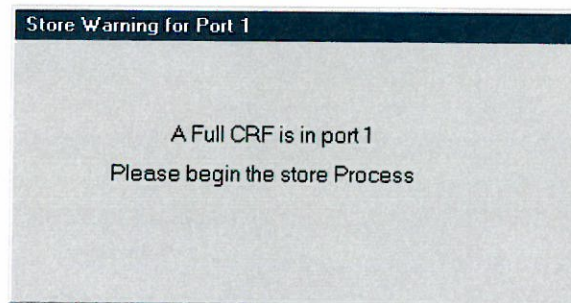 Store Warning for Port 1
A Full CRF is in port 1
Please begin the store Process